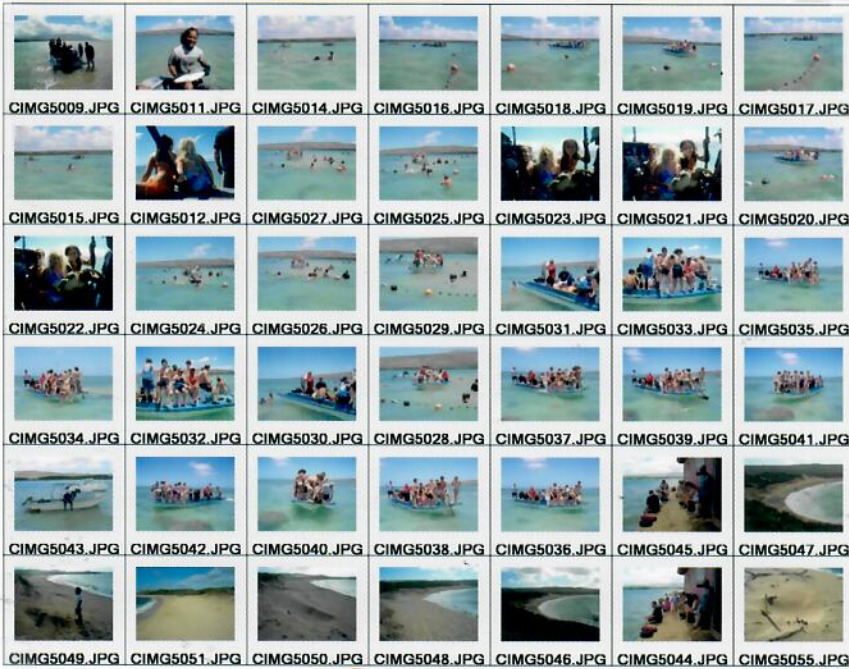 CIMG5009.JPG CIMG5011.JPG CIMG5014.JPG CIMG5016.JPG CIMG5018.JPG CIMG5019.JPG CIMG5017.JPG
CIMG5015.JPG CIMG5012.JPG CIMG5027.JPG CIMG5025.JPG CIMG5023.JPG CIMG5021.JPG CIMG5020.JPG
CIMG5022.JPG CIMG5024.JPG CIMG5026.JPG CIMG5029.JPG CIMG5031.JPG CIMG5033.JPG CIMG5035.JPG
CIMG5034.JPG CIMG5032.JPG CIMG5030.JPG CIMG5028.JPG CIMG5037.JPG CIMG5039.JPG CIMG5041.JPG
CIMG5043.JPG CIMG5042.JPG CIMG5040.JPG CIMG5038.JPG CIMG5036.JPG CIMG5045.JPG CIMG5047.JPG
CIMG5049.JPG CIMG5051.JPG CIMG5050.JPG CIMG5048.JPG CIMG5046.JPG CIMG5044.JPG CIMG5055.JPG